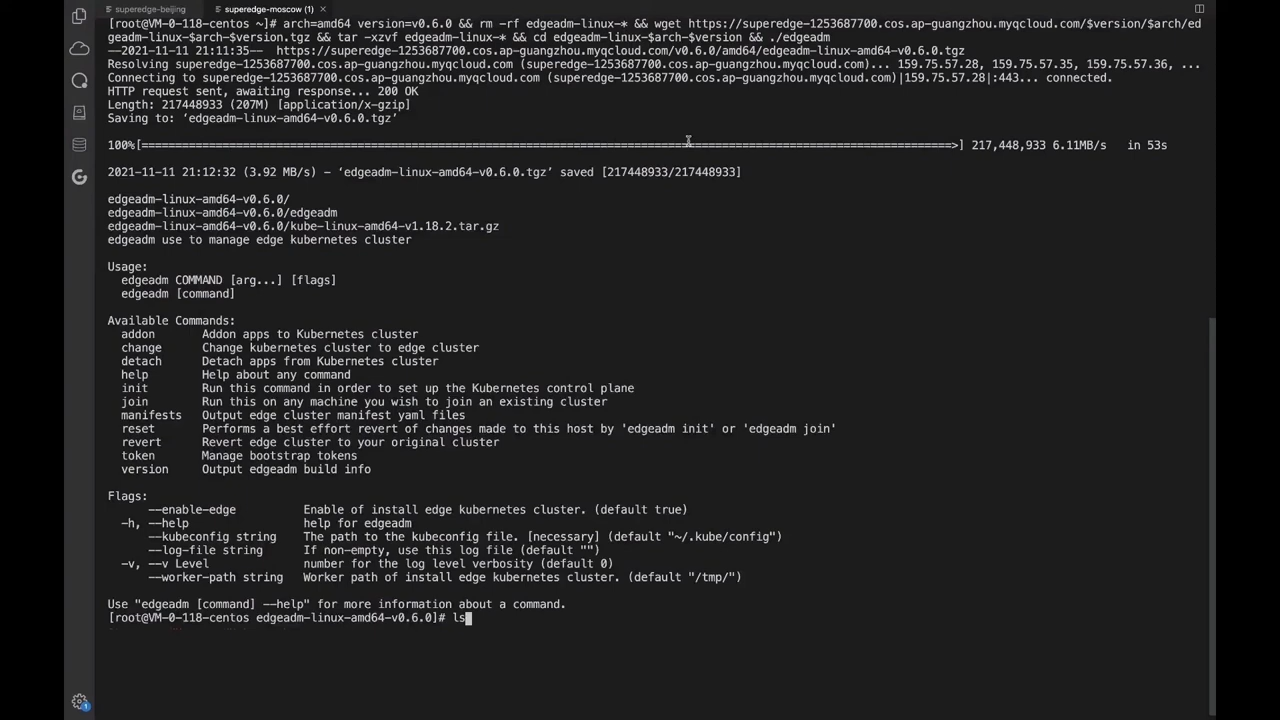 superedge-beijing
superedge-moscow (1)
[root@VM-0-118-centos ~]# arch=amd64 version=v0.6.0 && rm -rf edgeadm-linux-* && wget https://superedge-1253687700.cos.ap-guangzhou.myqcloud.com/$version/$arch/ed
geadm-linux-$arch-$version.tgz && tar -xzvf edgeadm-linux-* && cd edgeadm-linux-$arch-$version && ./edgeadm
--2021-11-11 21:11:35--  https://superedge-1253687700.cos.ap-guangzhou.myqcloud.com/v0.6.0/amd64/edgeadm-linux-amd64-v0.6.0.tgz
Resolving superedge-1253687700.cos.ap-guangzhou.myqcloud.com (superedge-1253687700.cos.ap-guangzhou.myqcloud.com)... 159.75.57.28, 159.75.57.35, 159.75.57.36, ...
Connecting to superedge-1253687700.cos.ap-guangzhou.myqcloud.com (superedge-1253687700.cos.ap-guangzhou.myqcloud.com)|159.75.57.28|:443... connected.
HTTP request sent, awaiting response... 200 OK
Length: 217448933 (207M) [application/x-gzip]
Saving to: ‘edgeadm-linux-amd64-v0.6.0.tgz’
100%[=========================================================================================================================>] 217,448,933 6.11MB/s   in 53s
2021-11-11 21:12:32 (3.92 MB/s) - ‘edgeadm-linux-amd64-v0.6.0.tgz’ saved [217448933/217448933]
edgeadm-linux-amd64-v0.6.0/
edgeadm-linux-amd64-v0.6.0/edgeadm
edgeadm-linux-amd64-v0.6.0/kube-linux-amd64-v1.18.2.tar.gz
edgeadm use to manage edge kubernetes cluster
Usage:
  edgeadm COMMAND [arg...] [flags]
  edgeadm [command]
Available Commands:
  addon       Addon apps to Kubernetes cluster
  change      Change kubernetes cluster to edge cluster
  detach      Detach apps from Kubernetes cluster
  help        Help about any command
  init        Run this command in order to set up the Kubernetes control plane
  join        Run this on any machine you wish to join an existing cluster
  manifests   Output edge cluster manifest yaml files
  reset       Performs a best effort revert of changes made to this host by 'edgeadm init' or 'edgeadm join'
  revert      Revert edge cluster to your original cluster
  token       Manage bootstrap tokens
  version     Output edgeadm build info
Flags:
      --enable-edge          Enable of install edge kubernetes cluster. (default true)
  -h, --help                 help for edgeadm
      --kubeconfig string    The path to the kubeconfig file. [necessary] (default "~/.kube/config")
      --log-file string      If non-empty, use this log file (default "")
  -v, --v Level              number for the log level verbosity (default 0)
      --worker-path string   Worker path of install edge kubernetes cluster. (default "/tmp/")
Use "edgeadm [command] --help" for more information about a command.
[root@VM-0-118-centos edgeadm-linux-amd64-v0.6.0]# ls
1